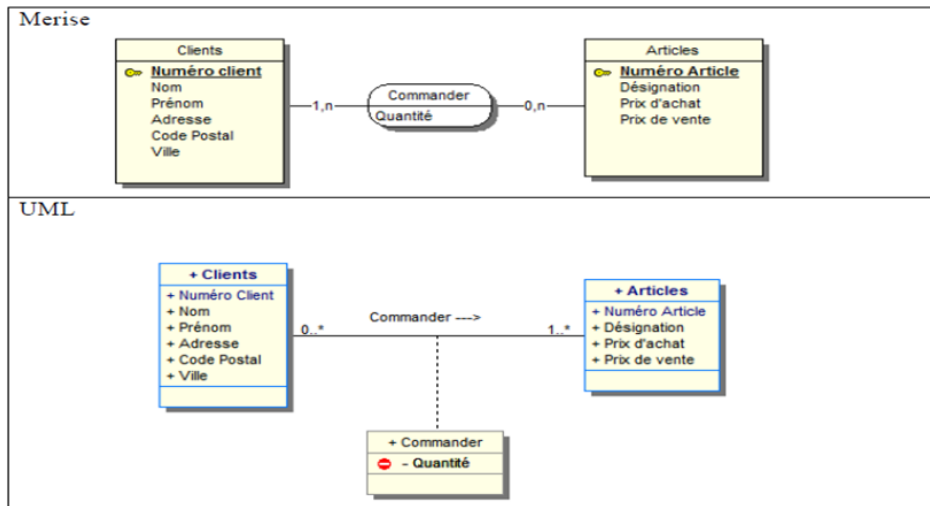 Merise
Clients
Numéro client
Nom
Prénom
Adresse
Code Postal
Ville
1,n
Commander
Quantité
0,n
Articles
Numéro Article
Désignation
Prix d'achat
Prix de vente
UML
+ Clients
+ Numéro Client
+ Nom
+ Prénom
+ Adresse
+ Code Postal
+ Ville
0..*
Commander --->
1..*
+ Articles
+ Numéro Article
+ Désignation
+ Prix d'achat
+ Prix de vente
+ Commander
- Quantité